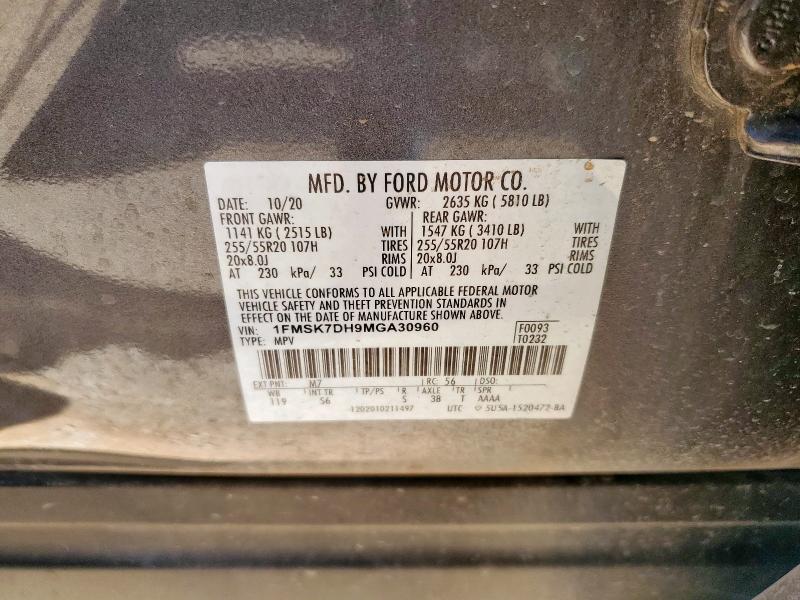 MFD. BY FORD MOTOR CO.
DATE: 10/20 GVWR: 2635 KG ( 5810 LB)
FRONT GAWR: REAR GAWR:
1141 KG ( 2515 LB) WITH 1547 KG ( 3410 LB) WITH
255/55R20 107H TIRES 255/55R20 107H TIRES
20x8.0J RIMS 20x8.0J RIMS
AT 230 kPa/ 33 PSI COLD AT 230 kPa/ 33 PSI COLD
THIS VEHICLE CONFORMS TO ALL APPLICABLE FEDERAL MOTOR
VEHICLE SAFETY AND THEFT PREVENTION STANDARDS IN
EFFECT ON THE DATE OF MANUFACTURE SHOWN ABOVE.
VIN: 1FMSK7DH9MGA30960 F0093
TYPE: MPV T0232
EXT PNT: M7 RC: 56 DSO:
WB INT TR TP/PS R AXLE TR SPR
119 S6 S 38 T AAAA
1202010211497 UTC 5U5A-1520472-BA